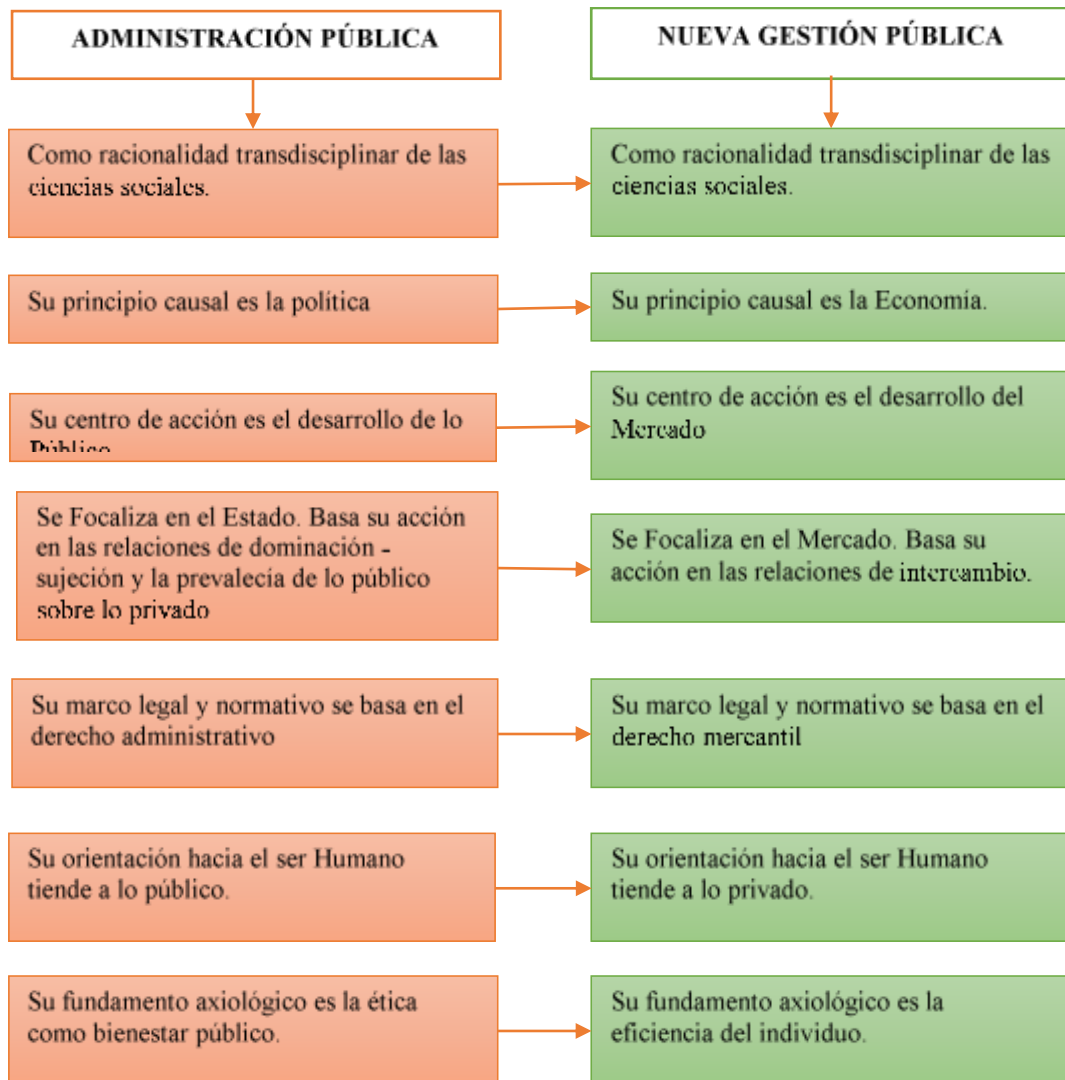 ADMINISTRACIÓN PÚBLICA
NUEVA GESTIÓN PÚBLICA
Como racionalidad transdisciplinar de las
ciencias sociales.
Como racionalidad transdisciplinar de las
ciencias sociales.
Su principio causal es la política
Su principio causal es la Economía.
Su centro de acción es el desarrollo de lo
Público
Su centro de acción es el desarrollo del
Mercado
Se Focaliza en el Estado. Basa su acción
en las relaciones de dominación -
sujeción y la prevalecía de lo público
sobre lo privado
Se Focaliza en el Mercado. Basa su
acción en las relaciones de intercambio.
Su marco legal y normativo se basa en el
derecho administrativo
Su marco legal y normativo se basa en el
derecho mercantil
Su orientación hacia el ser Humano
tiende a lo público.
Su orientación hacia el ser Humano
tiende a lo privado.
Su fundamento axiológico es la ética
como bienestar público.
Su fundamento axiológico es la
eficiencia del individuo.